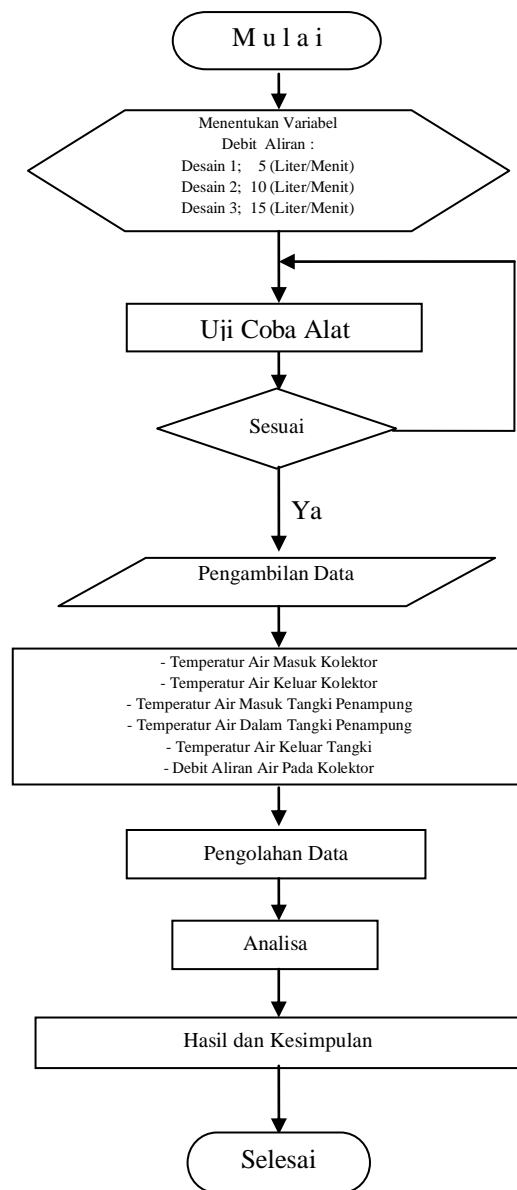 M u l a i
Menentukan Variabel
Debit Aliran :
Desain 1; 5 (Liter/Menit)
Desain 2; 10 (Liter/Menit)
Desain 3; 15 (Liter/Menit)
Uji Coba Alat
Sesuai
Ya
Pengambilan Data
- Temperatur Air Masuk Kolektor
- Temperatur Air Keluar Kolektor
- Temperatur Air Masuk Tangki Penampung
- Temperatur Air Dalam Tangki Penampung
- Temperatur Air Keluar Tangki
- Debit Aliran Air Pada Kolektor
Pengolahan Data
Analisa
Hasil dan Kesimpulan
Selesai